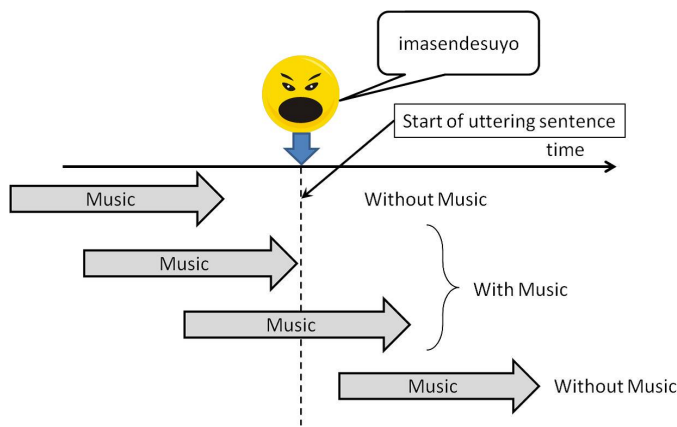 imasendesuyo
Start of uttering sentence
time
Music
Without Music
Music
With Music
Music
Music
Without Music